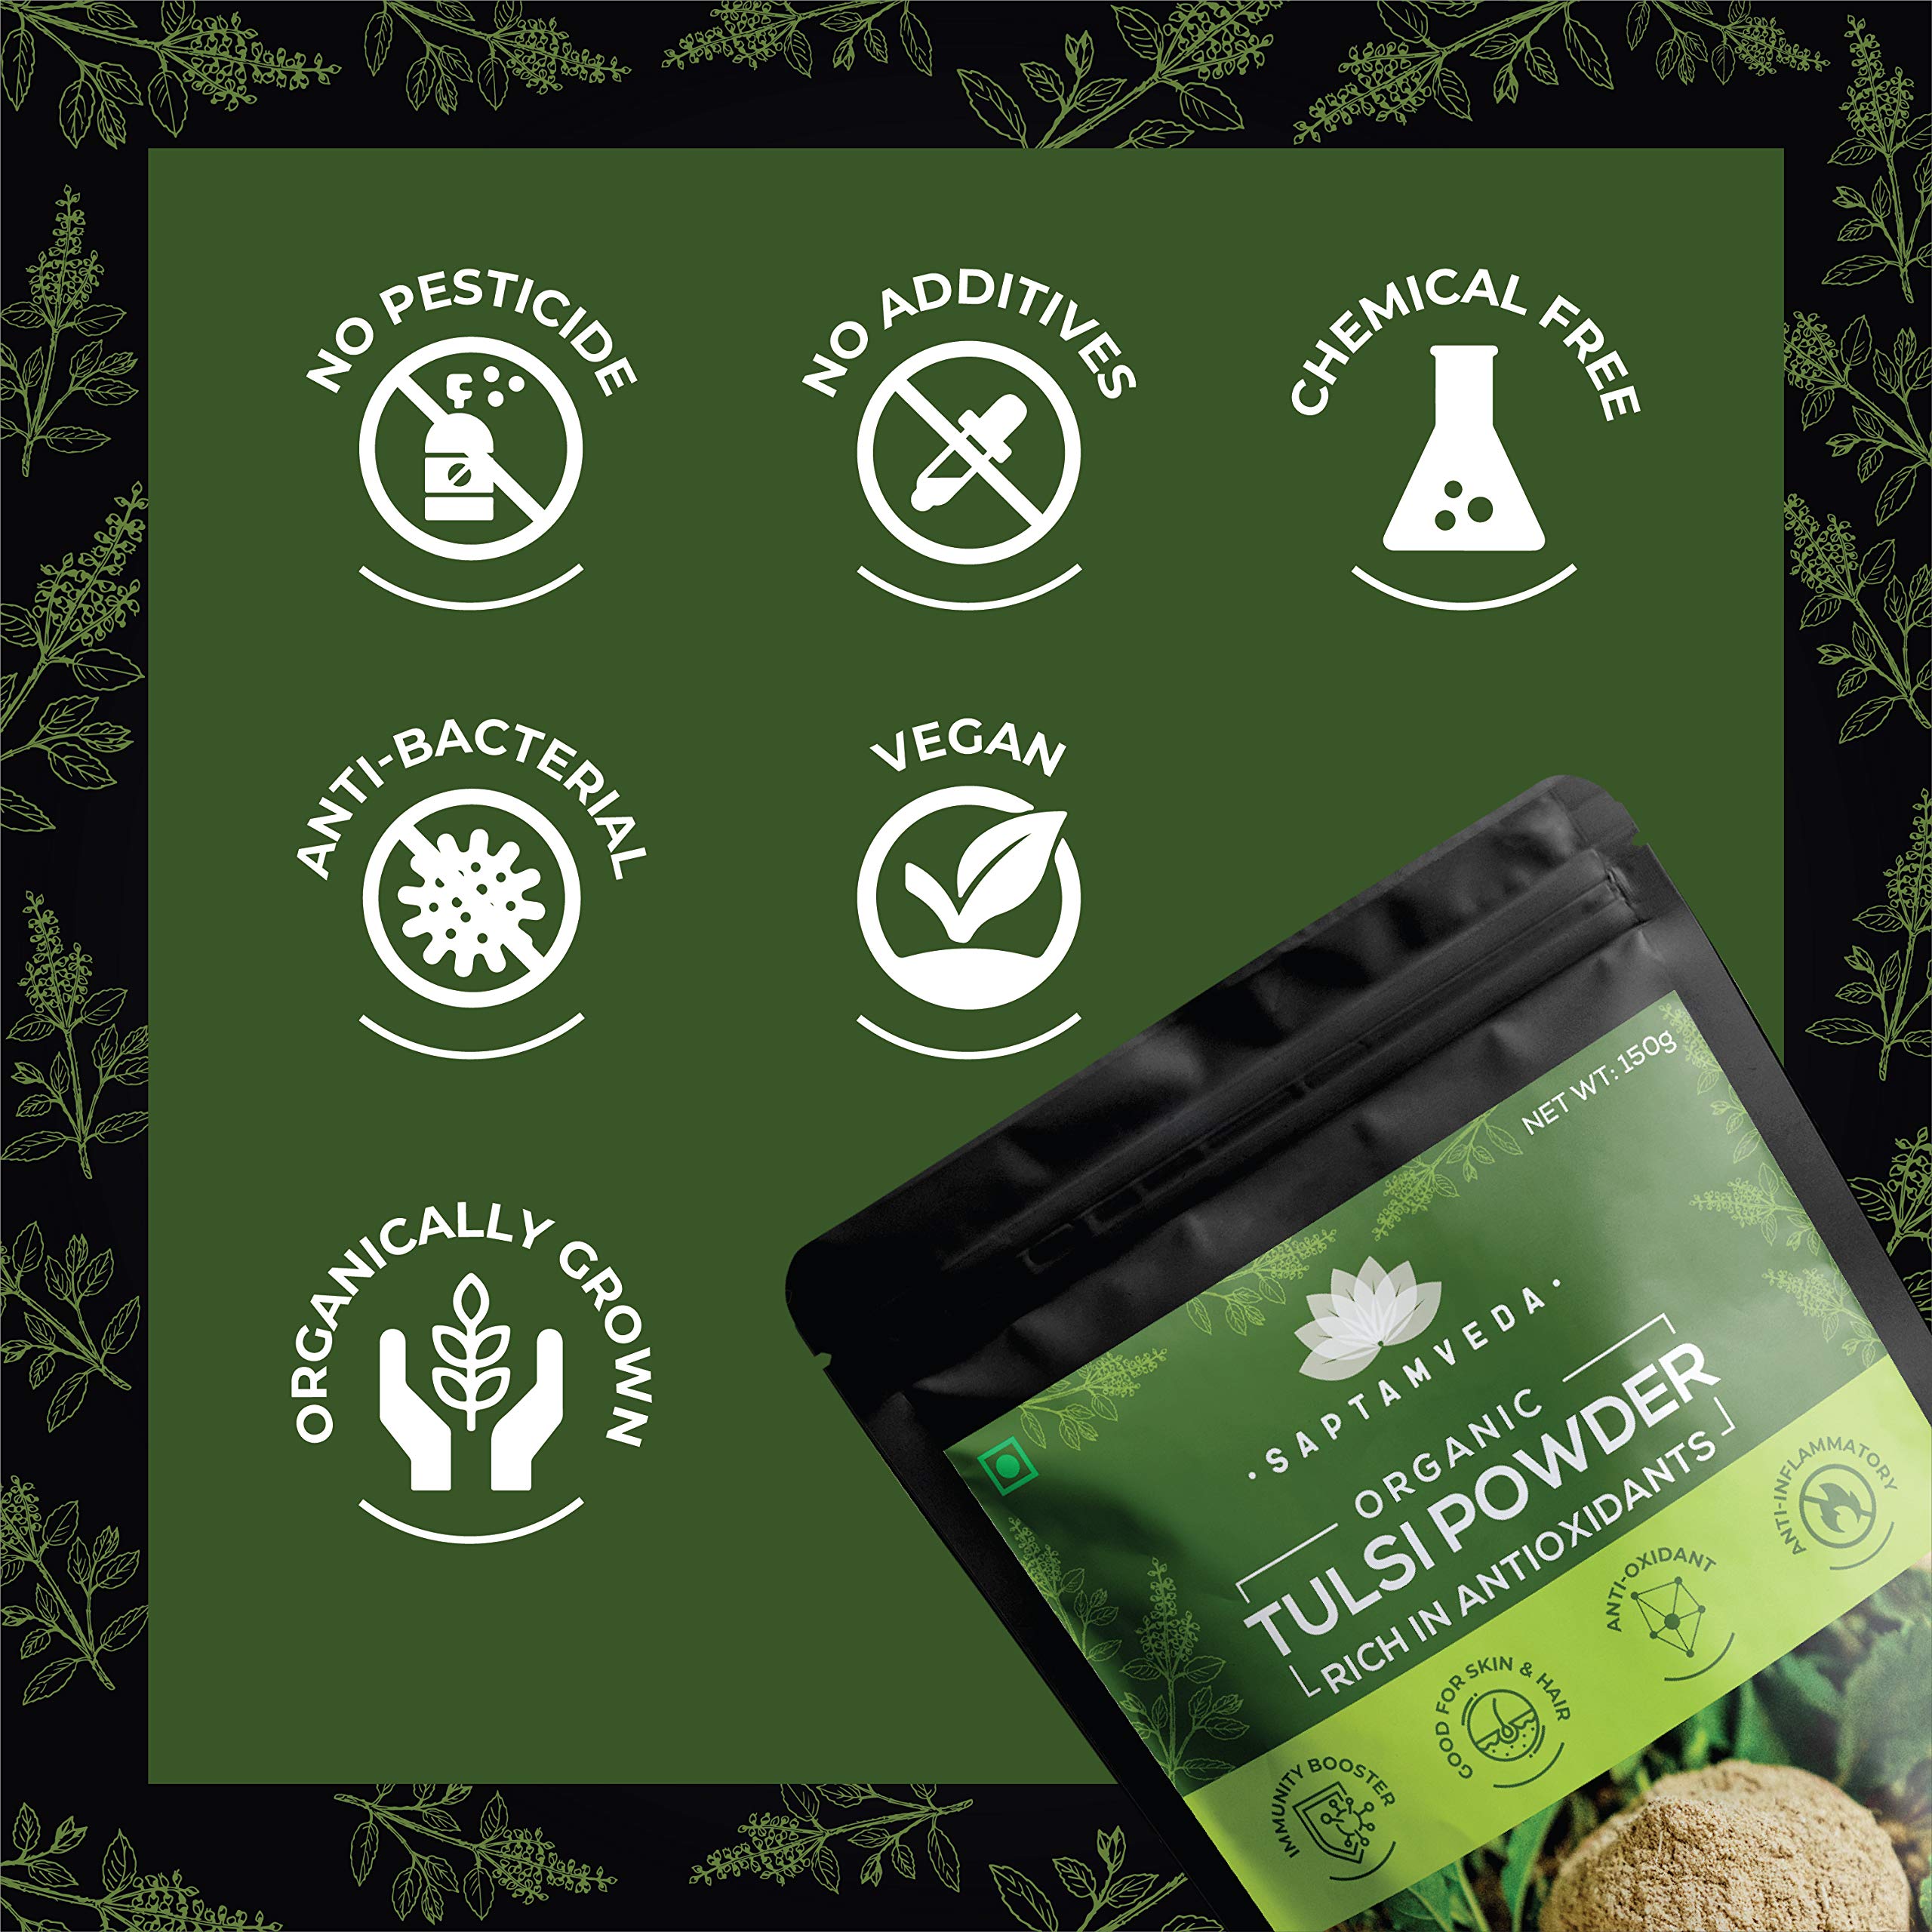 NO PESTICIDE
NO ADDITIVES
CHEMICAL FREE
ANTI-BACTERIAL
VEGAN
ORGANICALLY GROWN
NET WT: 150g
• SAPTAMVEDA •
ORGANIC
TULSI POWDER
RICH IN ANTIOXIDANTS
IMMUNITY BOOSTER
GOOD FOR SKIN & HAIR
ANTI-OXIDANT
ANTI-INFLAMMATORY